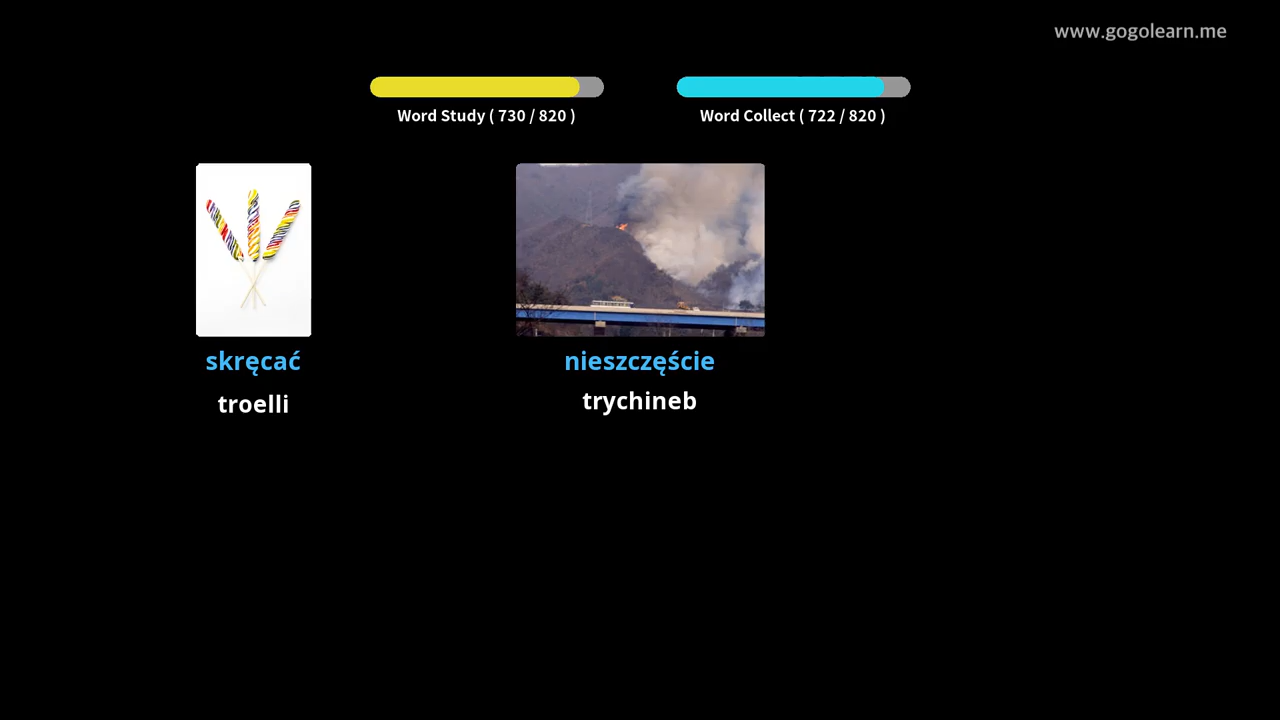 www.gogolearn.me
Word Study ( 730 / 820 )
Word Collect ( 722 / 820 )
skręcać
troelli
nieszczęście
trychineb